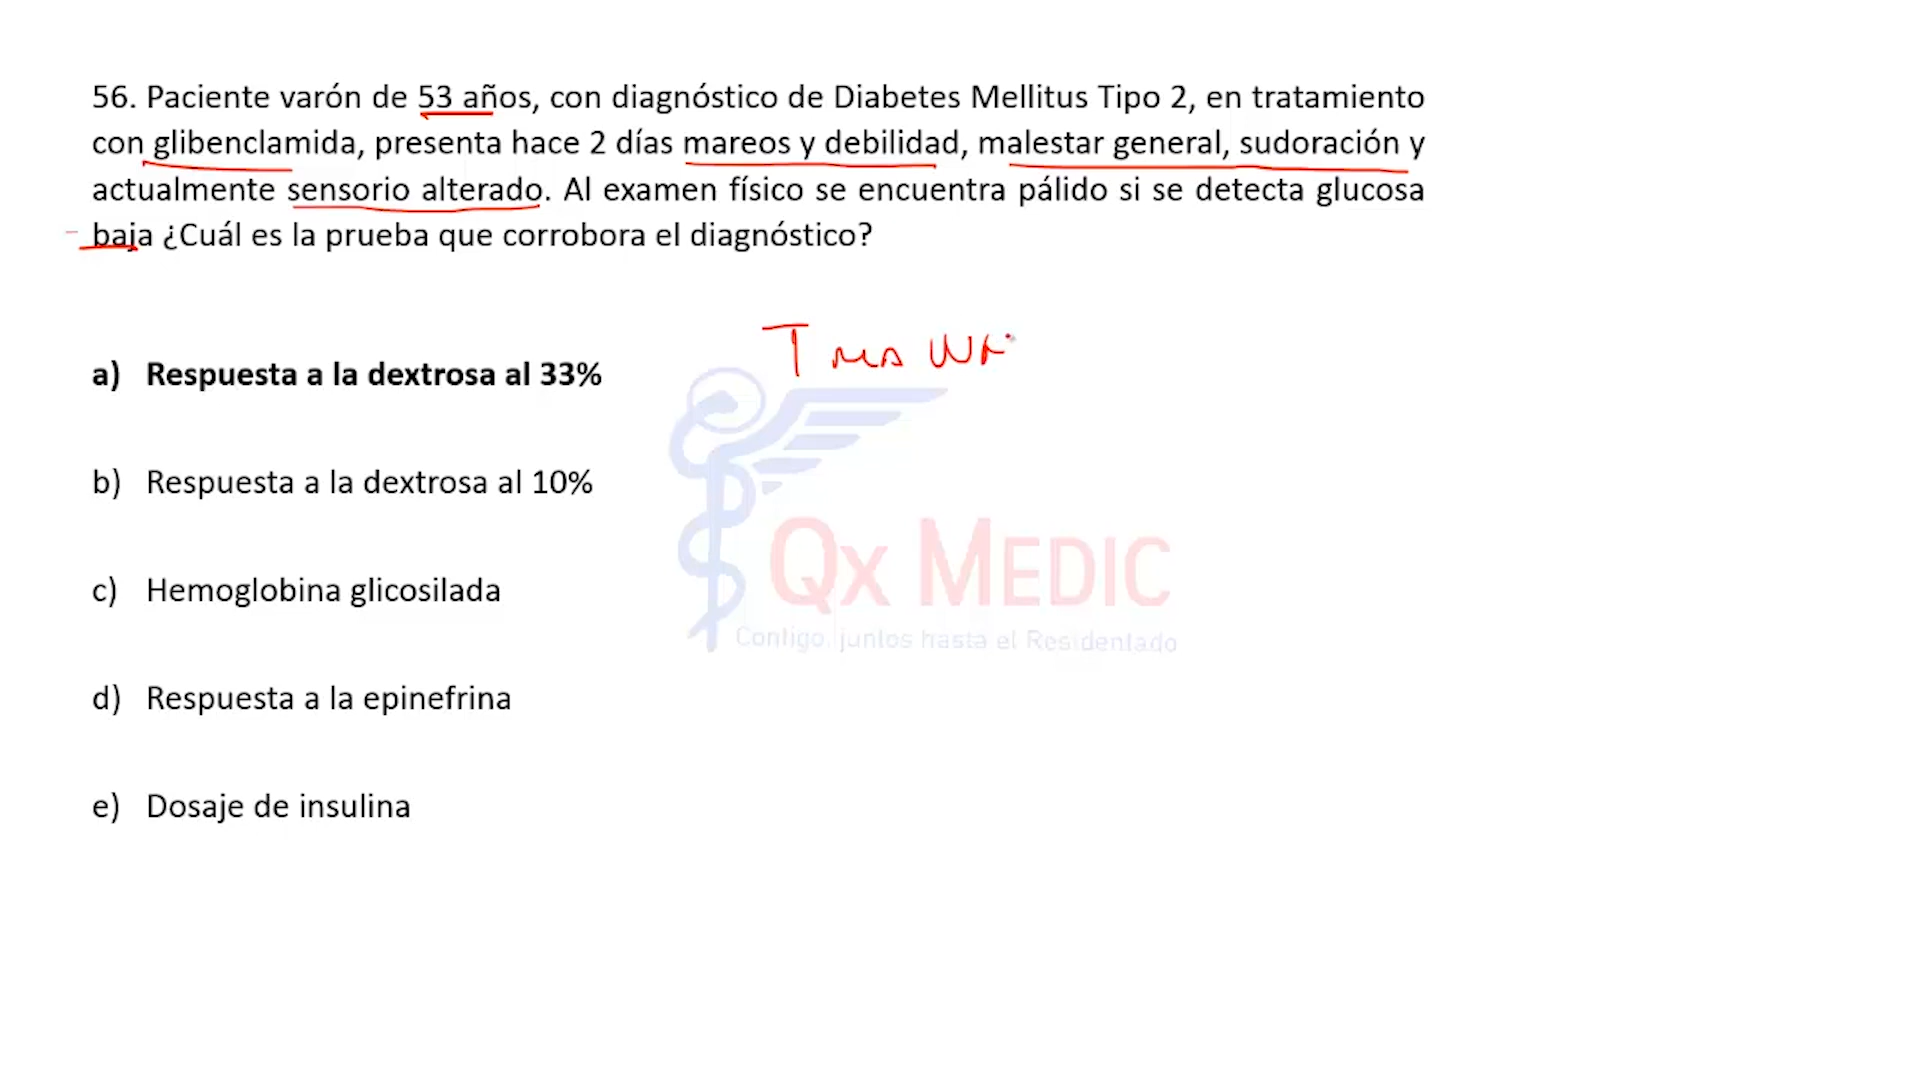 56. Paciente varón de 53 años, con diagnóstico de Diabetes Mellitus Tipo 2, en tratamiento
con glibenclamida, presenta hace 2 días mareos y debilidad, malestar general, sudoración y
actualmente sensorio alterado. Al examen físico se encuentra pálido si se detecta glucosa
baja ¿Cuál es la prueba que corrobora el diagnóstico?
a) Respuesta a la dextrosa al 33%
b) Respuesta a la dextrosa al 10%
c) Hemoglobina glicosilada
d) Respuesta a la epinefrina
e) Dosaje de insulina
QX MEDIC
Contigo, juntos hasta el Residentado